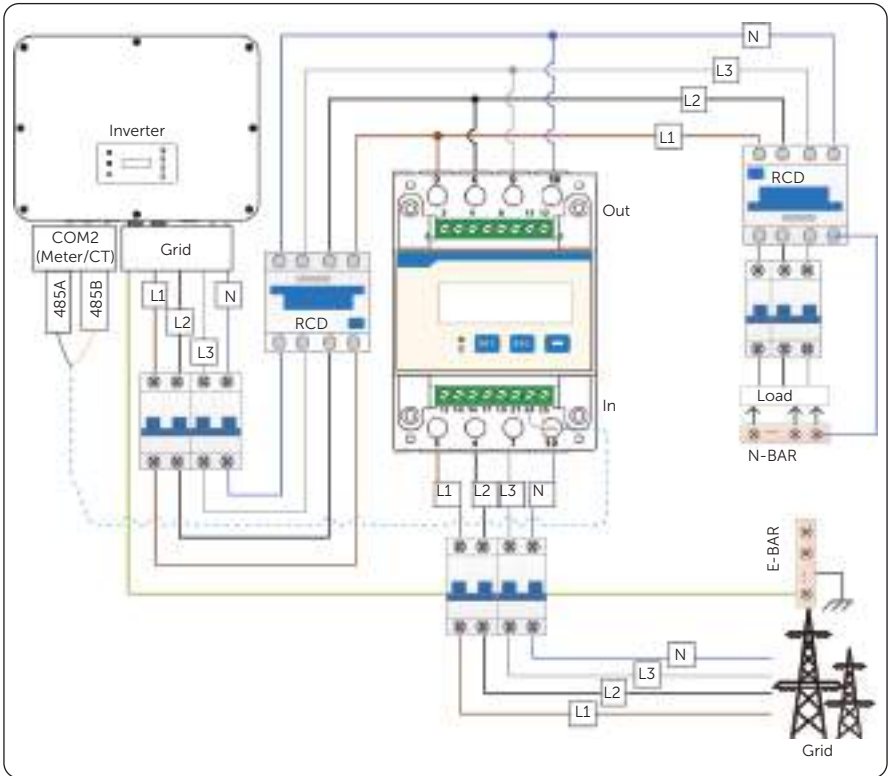 N
L3
L2
L1
Inverter
RCD
Out
COM2
(Meter/CT)
Grid
485A
485B
L1
N
L2
L3
RCD
In
Load
N-BAR
L1
L2
L3
N
E-BAR
N
L3
L2
L1
Grid